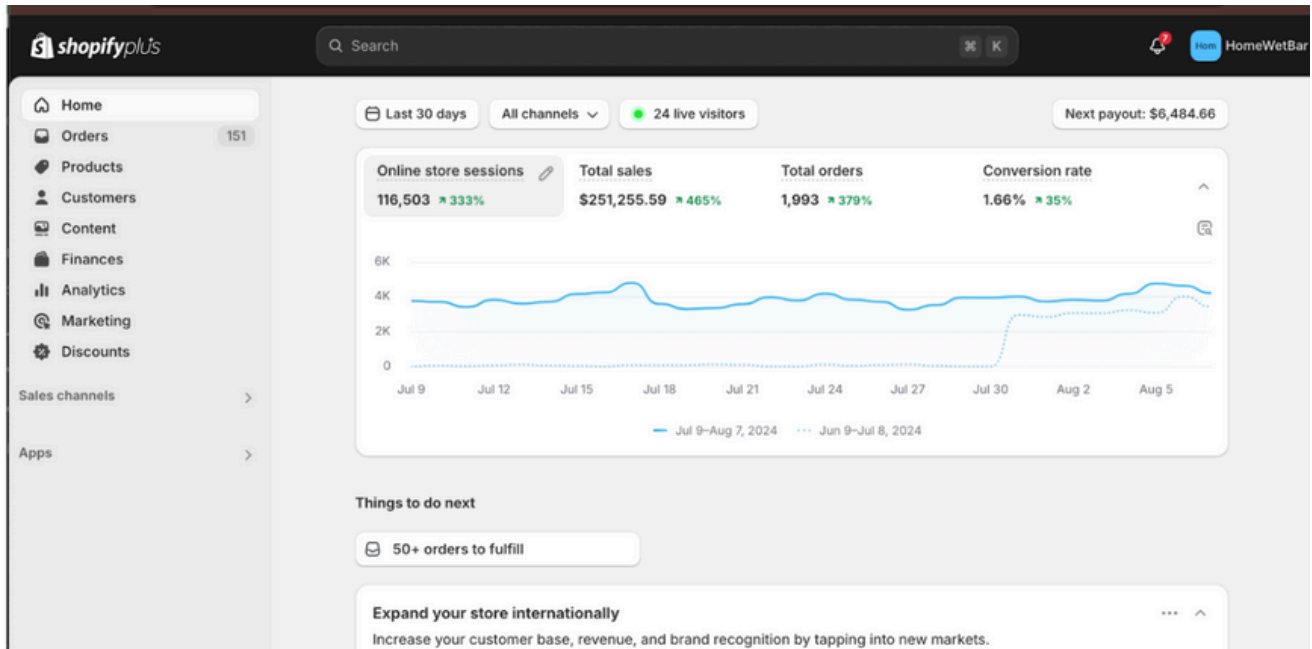 shopifyplus
Search
⌘ K
7
Hom
HomeWetBar
Home
Orders 151
Products
Customers
Content
Finances
Analytics
Marketing
Discounts
Sales channels
Apps
Last 30 days
All channels
24 live visitors
Next payout: $6,484.66
Online store sessions Total sales Total orders Conversion rate
116,503 333% $251,255.59 465% 1,993 379% 1.66% 35%
6K
4K
2K
0
Jul 9 Jul 12 Jul 15 Jul 18 Jul 21 Jul 24 Jul 27 Jul 30 Aug 2 Aug 5
Jul 9–Aug 7, 2024 Jun 9–Jul 8, 2024
Things to do next
50+ orders to fulfill
Expand your store internationally
Increase your customer base, revenue, and brand recognition by tapping into new markets.